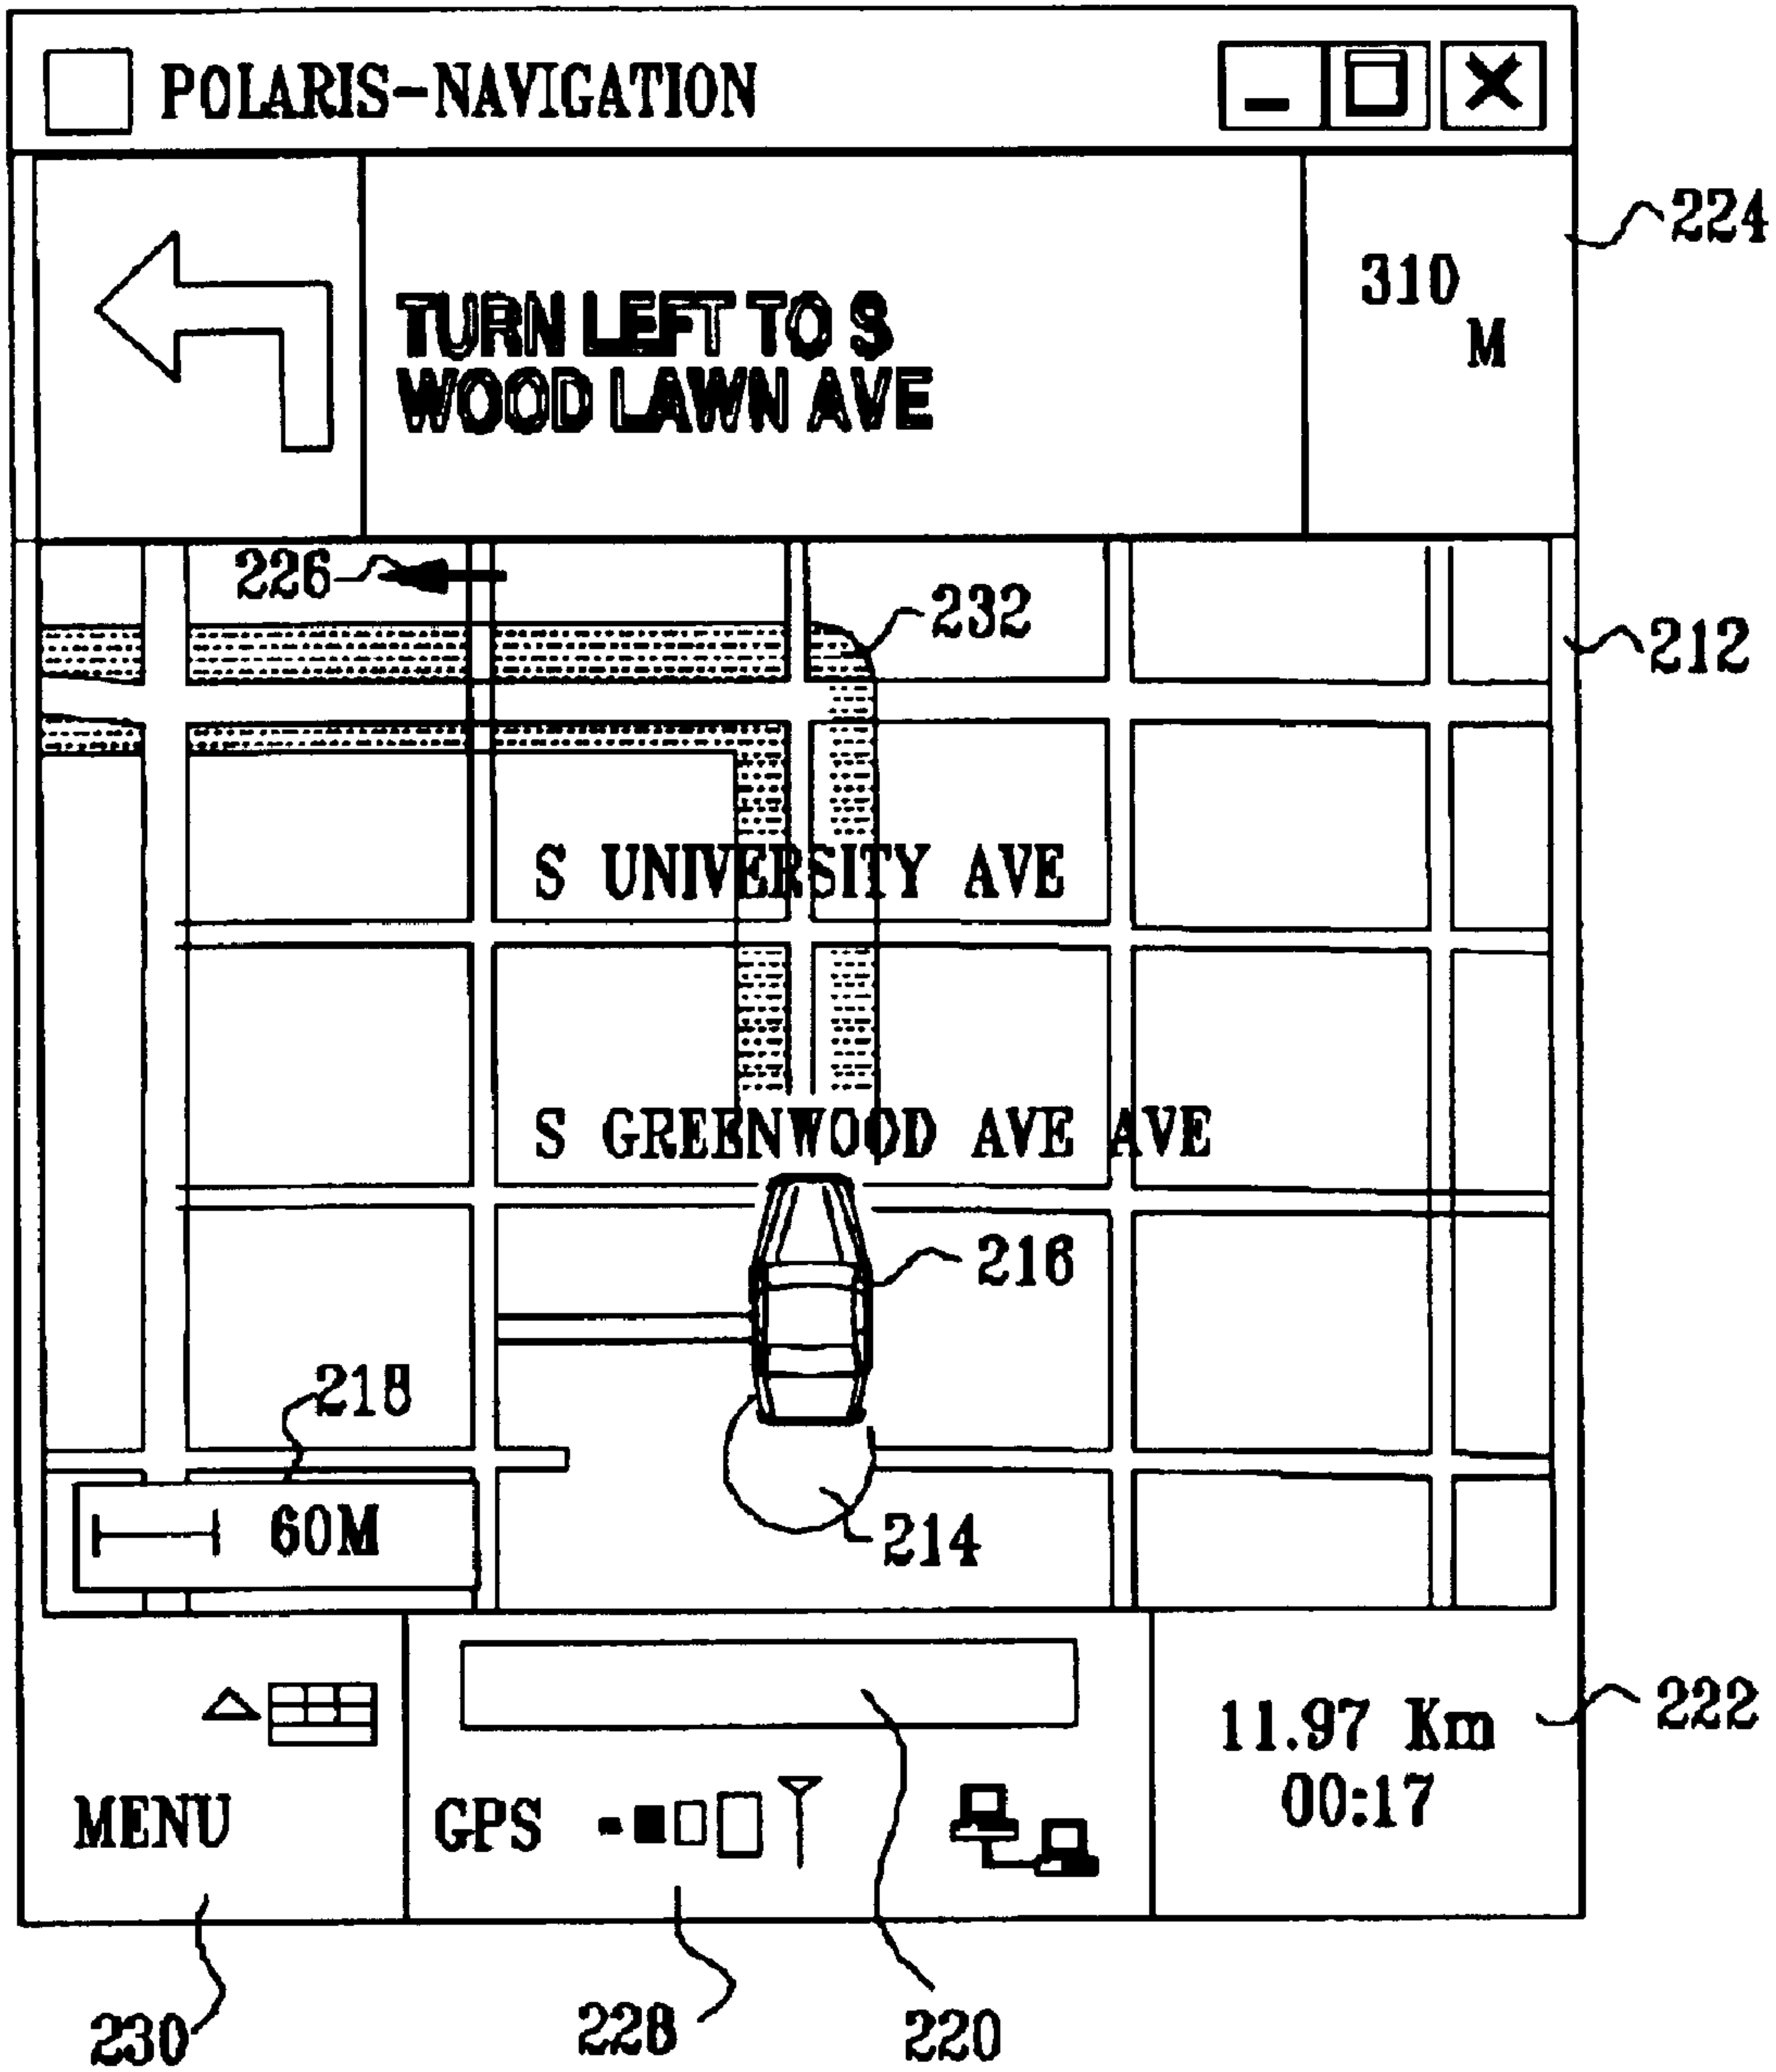 POLARIS-NAVIGATION
224
310
M
TURN LEFT TO S
WOOD LAWN AVE
226
232
212
S UNIVERSITY AVE
S GREENWOOD AVE AVE
216
218
60M
214
222
11.97 Km
00:17
MENU
GPS
230
228
220